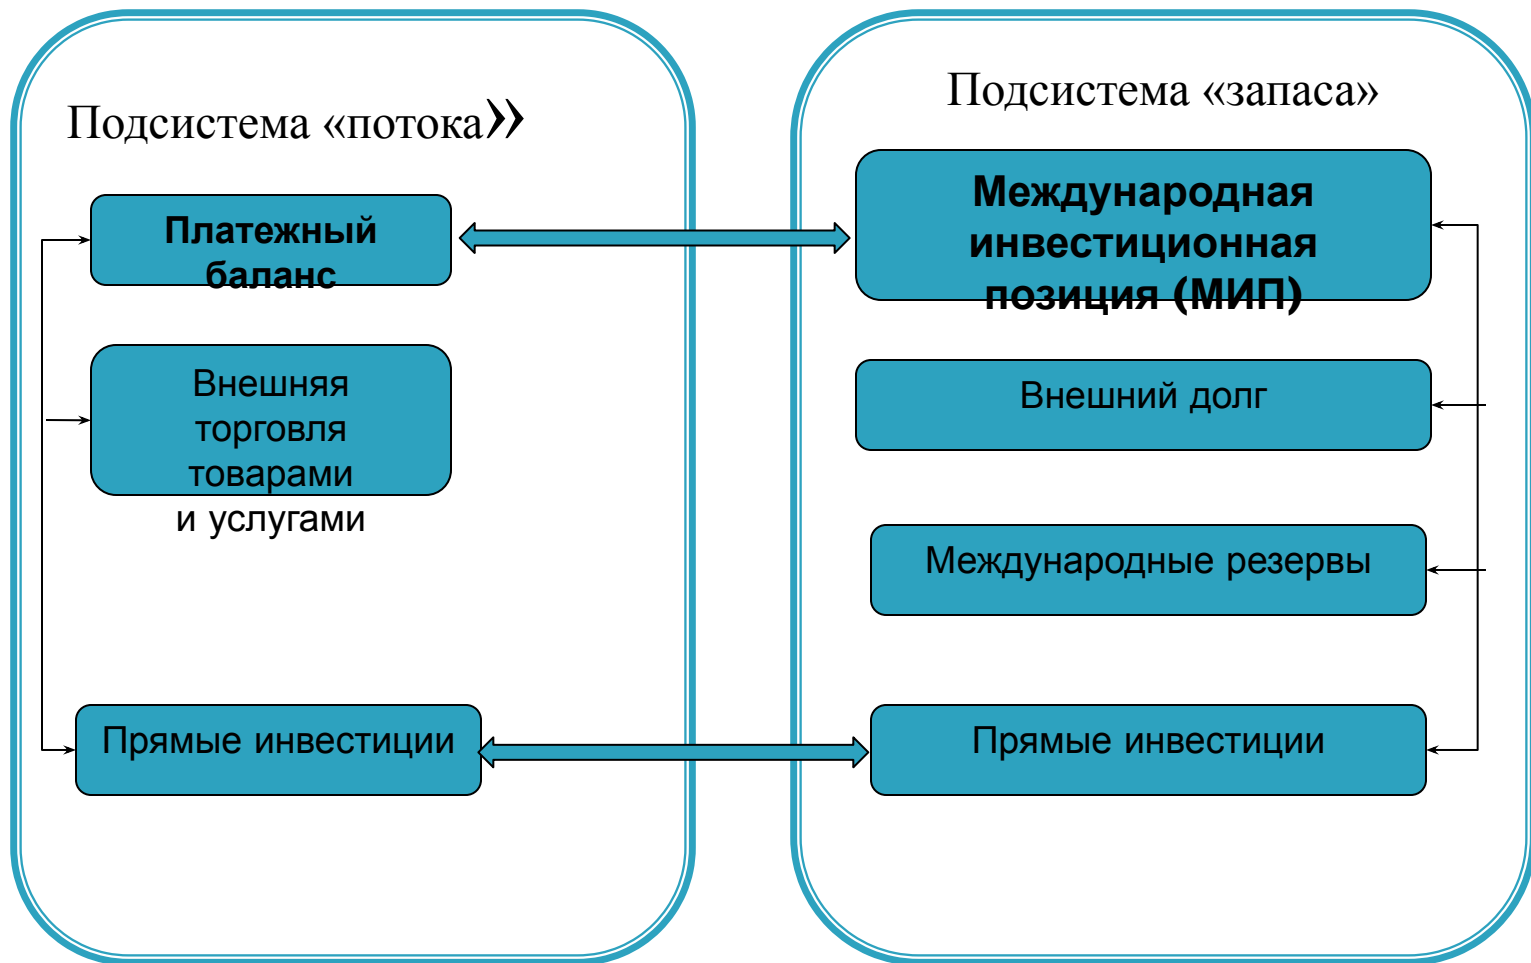 Подсистема «потока»
Платежный
баланс
Внешняя
торговля
товарами
и услугами
Прямые инвестиции
Подсистема «запаса»
Международная
инвестиционная
позиция (МИП)
Внешний долг
Международные резервы
Прямые инвестиции